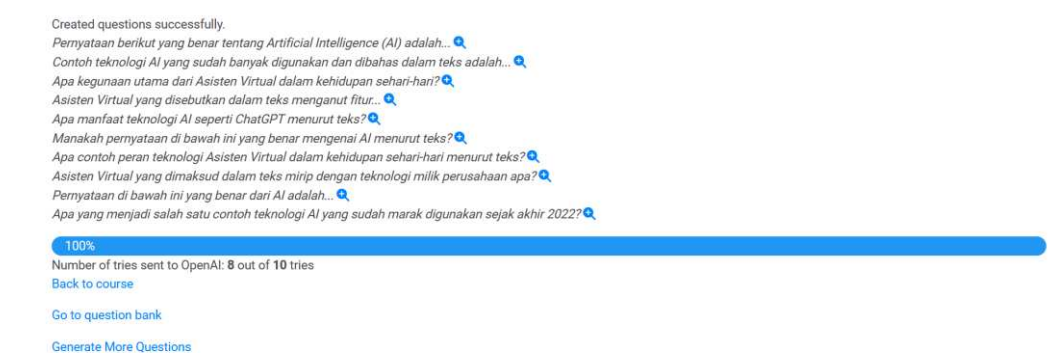 Created questions successfully.
Pernyataan berikut yang benar tentang Artificial Intelligence (AI) adalah...
Contoh teknologi AI yang sudah banyak digunakan dan dibahas dalam teks adalah...
Apa kegunaan utama dari Asisten Virtual dalam kehidupan sehari-hari?
Asisten Virtual yang disebutkan dalam teks menganut fitur...
Apa manfaat teknologi AI seperti ChatGPT menurut teks?
Manakah pernyataan di bawah ini yang benar mengenai AI menurut teks?
Apa contoh peran teknologi Asisten Virtual dalam kehidupan sehari-hari menurut teks?
Asisten Virtual yang dimaksud dalam teks mirip dengan teknologi milik perusahaan apa?
Pernyataan di bawah ini yang benar dari AI adalah...
Apa yang menjadi salah satu contoh teknologi AI yang sudah marak digunakan sejak akhir 2022?
100%
Number of tries sent to OpenAI: 8 out of 10 tries
Back to course
Go to question bank
Generate More Questions